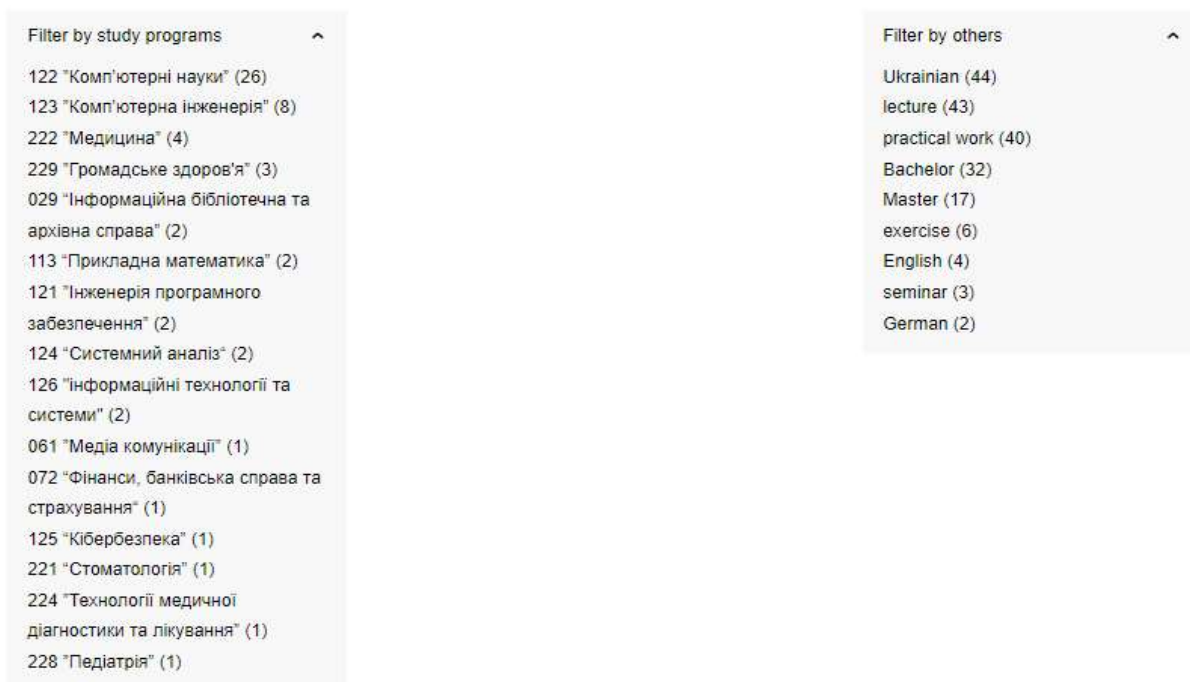 Filter by study programs
122 "Комп'ютерні науки" (26)
123 "Комп'ютерна інженерія" (8)
222 "Медицина" (4)
229 "Громадське здоров'я" (3)
029 “Інформаційна бібліотечна та
архівна справа” (2)
113 “Прикладна математика” (2)
121 "Інженерія програмного
забезпечення" (2)
124 “Системний аналіз“ (2)
126 "інформаційні технології та
системи" (2)
061 "Медіа комунікації" (1)
072 “Фінанси, банківська справа та
страхування“ (1)
125 “Кібербезпека” (1)
221 “Стоматологія” (1)
224 "Технології медичної
діагностики та лікування" (1)
228 "Педіатрія" (1)
Filter by others
Ukrainian (44)
lecture (43)
practical work (40)
Bachelor (32)
Master (17)
exercise (6)
English (4)
seminar (3)
German (2)